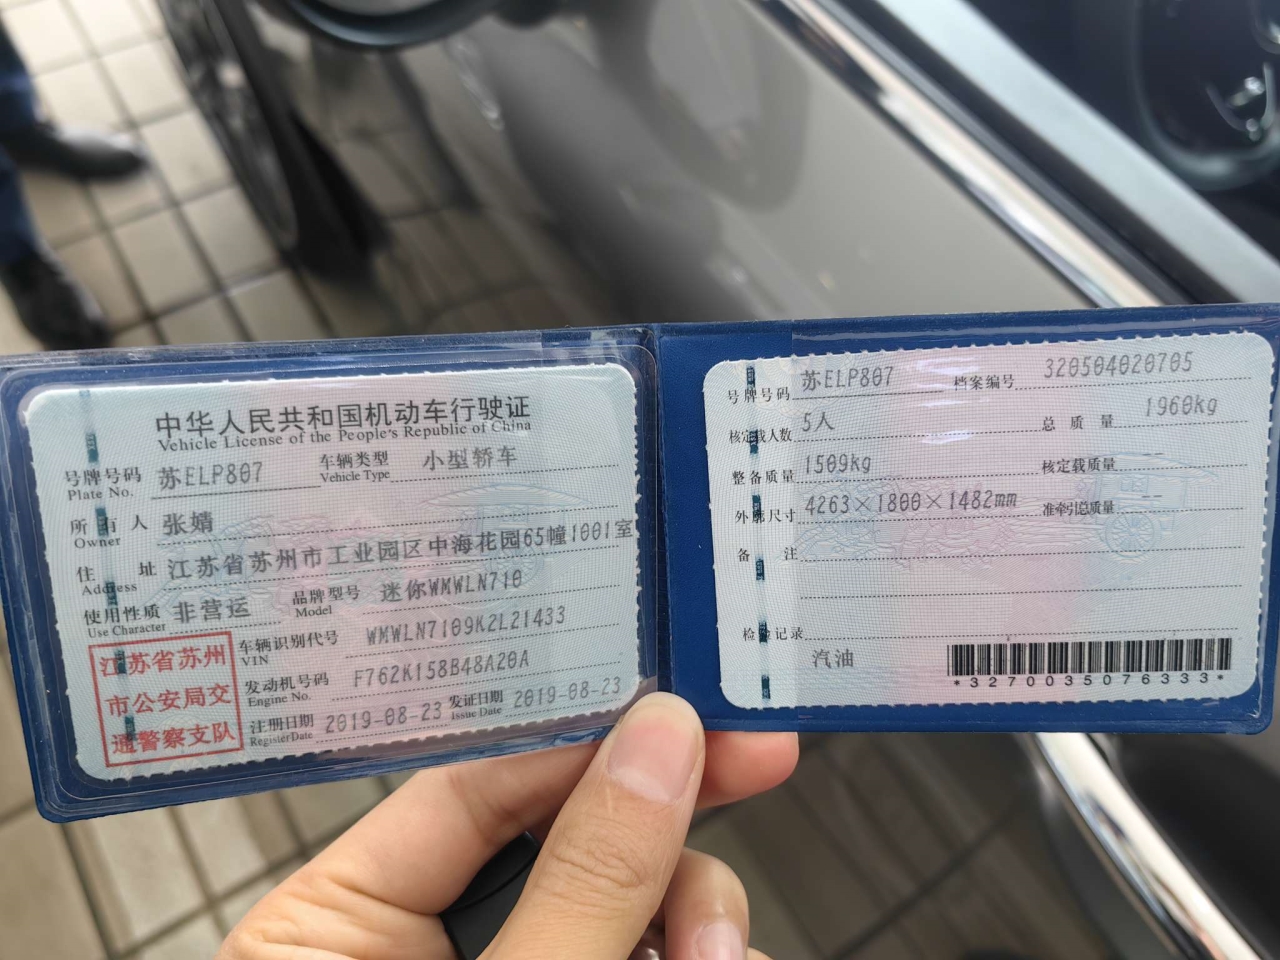 中华人民共和国机动车行驶证
Vehicle License of the People's Republic of China
号牌号码 苏ELP807 车辆类型 小型轿车
Plate No. Vehicle Type
所有人 张婧
Owner
住址 江苏省苏州市工业园区中海花园65幢1001室
Address
使用性质 非营运 品牌型号 迷你WMWLN710
Use Character Model
江苏省苏州
市公安局交
通警察支队
车辆识别代号 WMWLN7109K2L21433
VIN
发动机号码 F762K158B48A20A
Engine No.
注册日期 2019-08-23 发证日期 2019-08-23
Register Date Issue Date
号牌号码 苏ELP807 档案编号 320504020705
核定载人数 5人 总质量 1960kg
整备质量 1509kg 核定载质量 --
外廓尺寸 4263×1800×1482mm 准牵引总质量 --
备注
检验记录
汽油
*3270035076333*